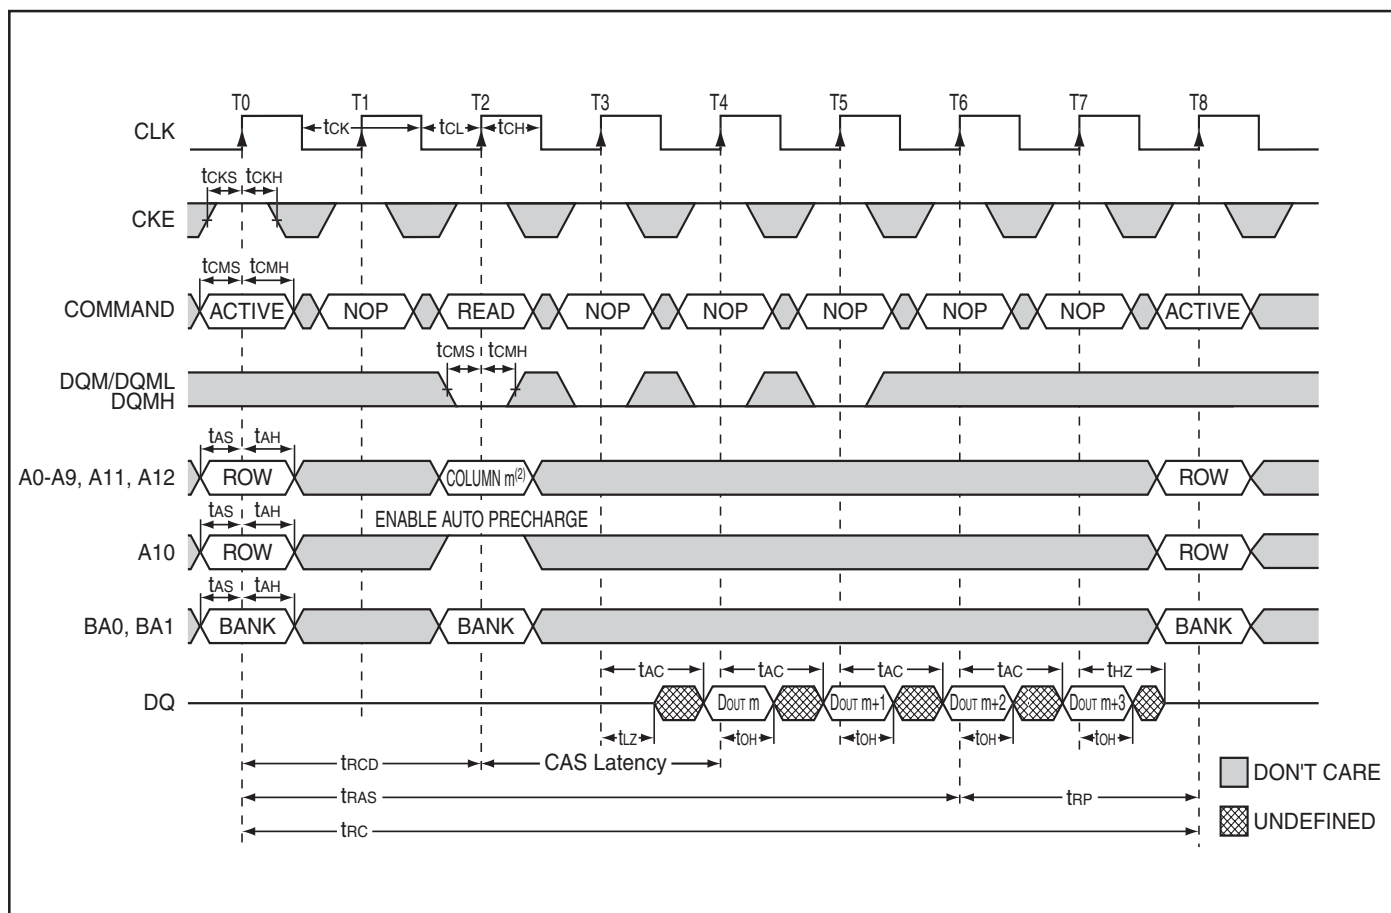 T0 T1 T2 T3 T4 T5 T6 T7 T8
CLK tCK tCL tCH
tCKS tCKH
CKE
tCMS tCMH
COMMAND ACTIVE NOP READ NOP NOP NOP NOP NOP ACTIVE
tCMS tCMH
DQM/DQML
DQMH
tAS tAH
A0-A9, A11, A12 ROW COLUMN m(2) ROW
tAS tAH ENABLE AUTO PRECHARGE
A10 ROW ROW
tAS tAH
BA0, BA1 BANK BANK BANK
tAC tAC tAC tAC tHZ
DQ DOUT m DOUT m+1 DOUT m+2 DOUT m+3
tLZ tOH tOH tOH tOH
tRCD CAS Latency
DON'T CARE
tRAS tRP
UNDEFINED
tRC